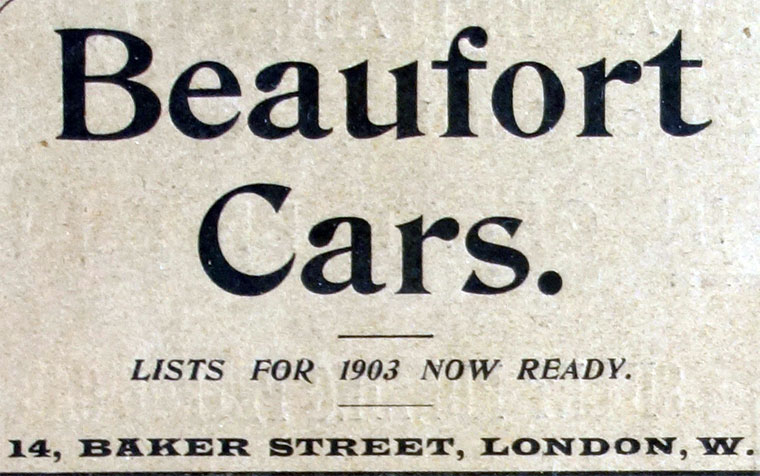 Beaufort
Cars.
LISTS FOR 1903 NOW READY.
14, BAKER STREET, LONDON, W.